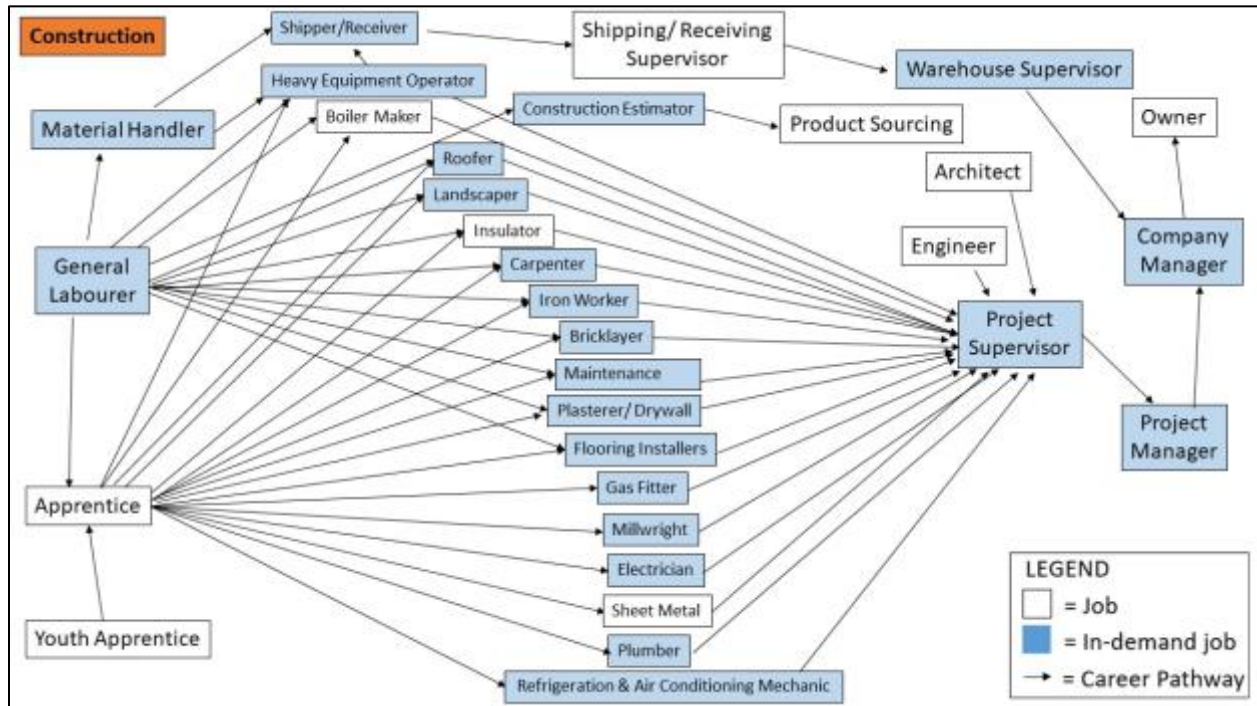 Construction
Shipper/Receiver
Shipping/ Receiving
Supervisor
Warehouse Supervisor
Heavy Equipment Operator
Construction Estimator
Boiler Maker
Product Sourcing
Owner
Material Handler
Roofer
Architect
Landscaper
Insulator
Engineer
Company
Manager
General
Labourer
Carpenter
Iron Worker
Bricklayer
Project
Supervisor
Maintenance
Plasterer/ Drywall
Project
Manager
Flooring Installers
Gas Fitter
Apprentice
Millwright
Electrician
Sheet Metal
Youth Apprentice
Plumber
Refrigeration & Air Conditioning Mechanic
LEGEND
= Job
= In-demand job
= Career Pathway